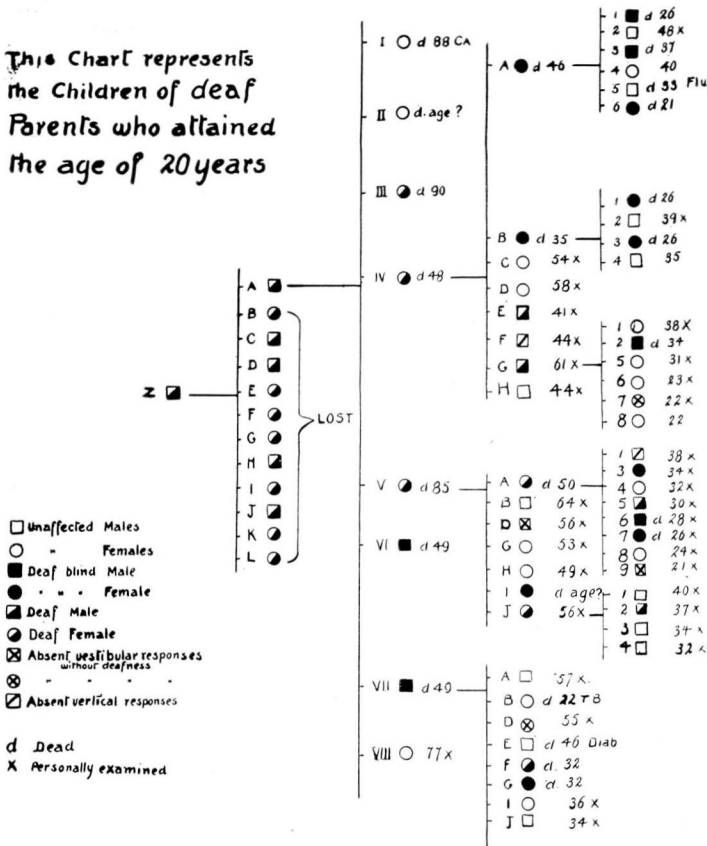 This Chart represents
the Children of deaf
Parents who attained
the age of 20 years
Z
A
B
C
D
E
F
G
H
I
J
K
L
LOST
I d 88 CA
II d. age ?
III d 90
IV d 48
V d 85
VI d 49
VII d 49
VIII 77 x
A d 46
B d 35
C 54 x
D 58 x
E 41 x
F 44 x
G 61 x
H 44 x
A d 50
B 64 x
D 56 x
G 53 x
H 49 x
I d age?
J 56 x
A 57 x.
B d 22 TB
D 55 x
E d 46 Diab
F d. 32
G d. 32
I 36 x
J 34 x
1 d 26
2 48 x
3 d 37
4 40
5 d 33 Flu
6 d 21
1 d 26
2 39 x
3 d 26
4 35
1 38 X
2 d 34
5 31 x
6 23 x
7 22 x
8 22
1 38 x
3 34 x
4 32 x
5 30 x
6 d 28 x
7 d 26 x
8 24 x
9 21 x
1 40 x
2 37 x
3 34 x
4 32 x
Unaffected Males
" Females
Deaf blind Male
" " " Female
Deaf Male
Deaf Female
Absent vestibular responses
without deafness
" " "
Absent vertical responses
d Dead
X Personally examined